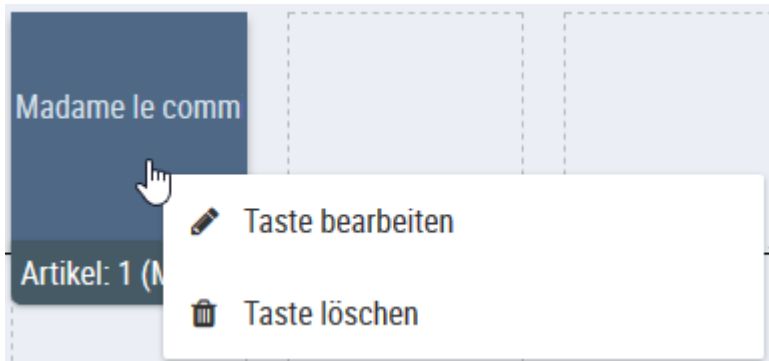 Madame le comm
Taste bearbeiten
Artikel: 1 (M
Taste löschen